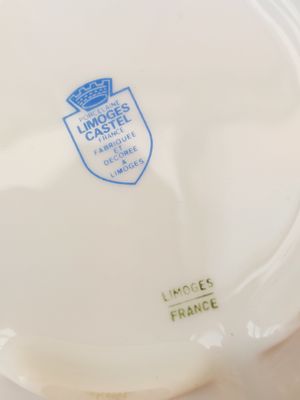 PORCELAINE
LIMOGES
CASTEL
FRANCE
FABRIQUEE
ET
DECOREE
A
LIMOGES
LIMOGES
FRANCE